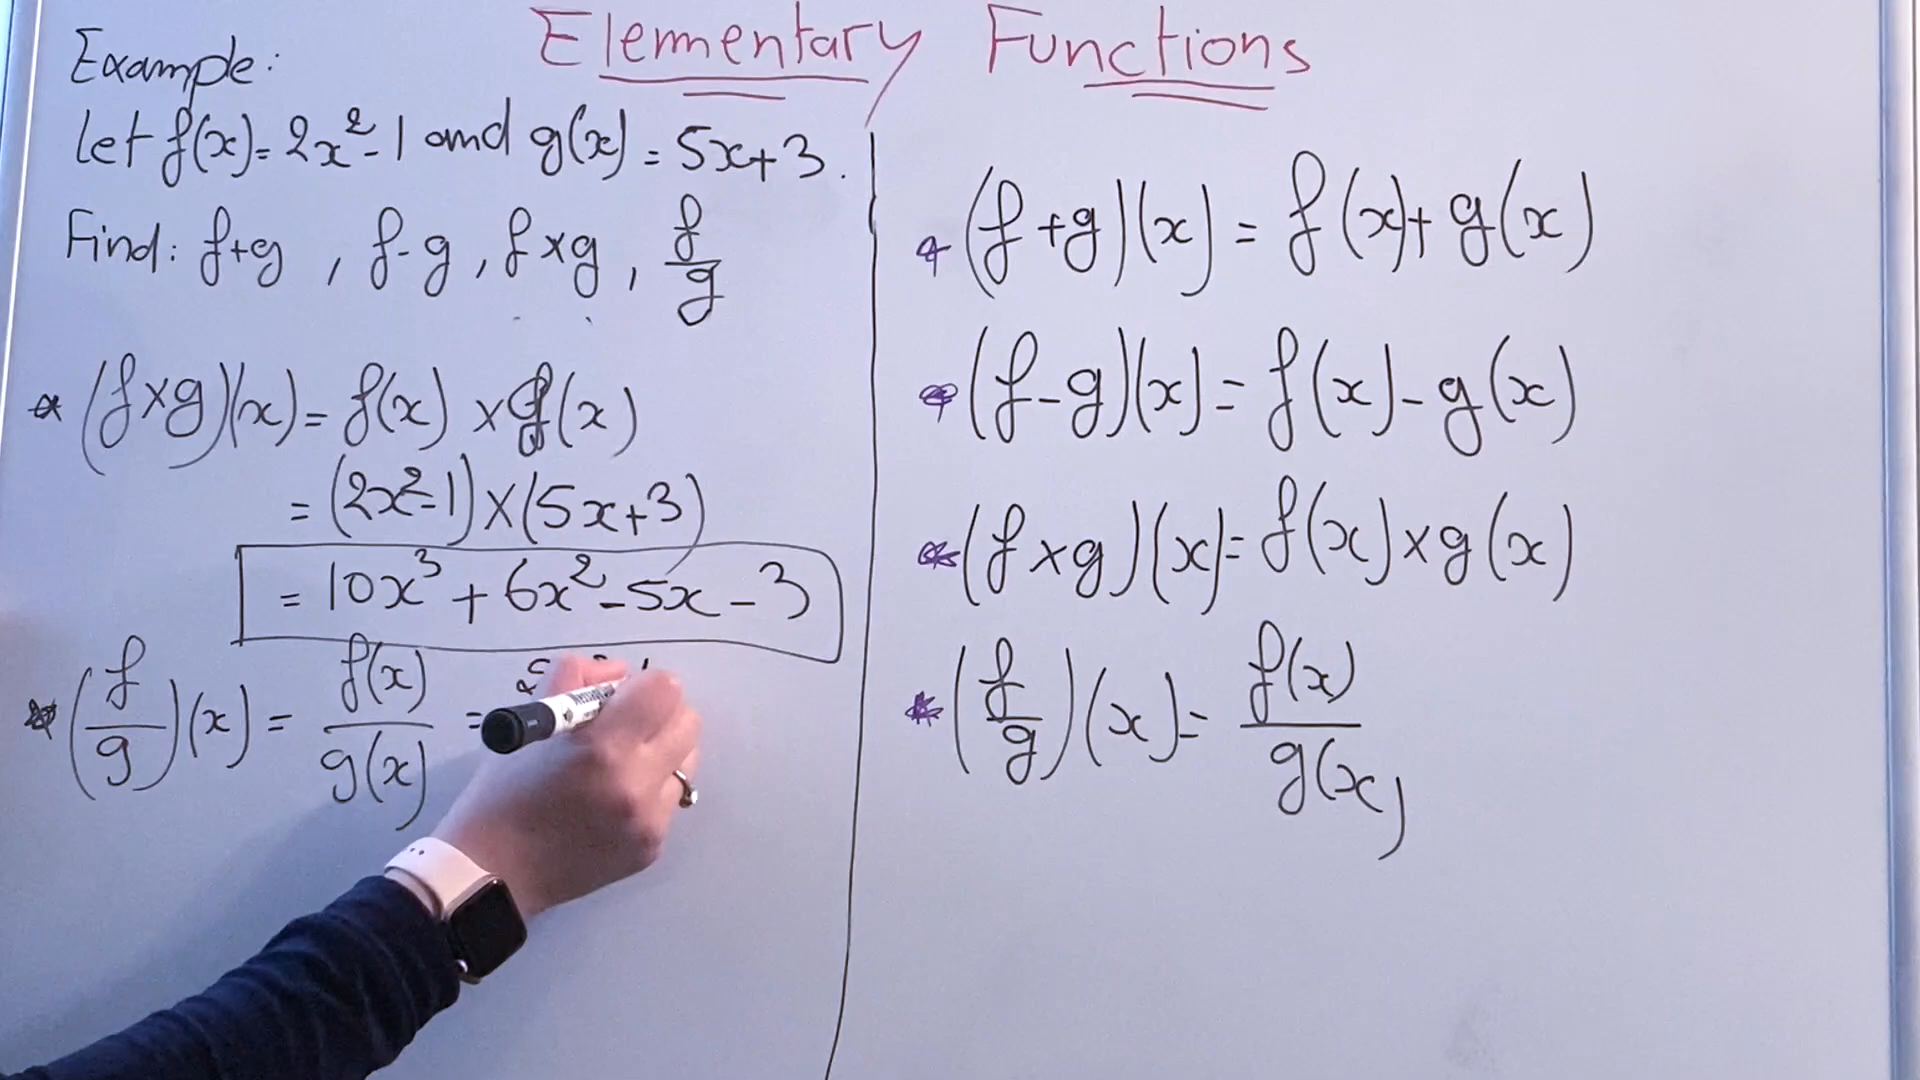 Elementary Functions
Example:
Let f(x)= 2x²-1 and g(x) = 5x+3.
Find: f+g , f-g , f×g , f/g
* (f×g)(x)= f(x) ×g(x)
= (2x²-1)×(5x+3)
= 10x³ + 6x² - 5x - 3
* (f/g)(x) = f(x)/g(x) =
* (f+g)(x) = f(x)+ g(x)
* (f-g)(x) = f(x) - g(x)
* (f×g)(x)= f(x)×g(x)
* (f/g)(x)= f(x)/g(x)